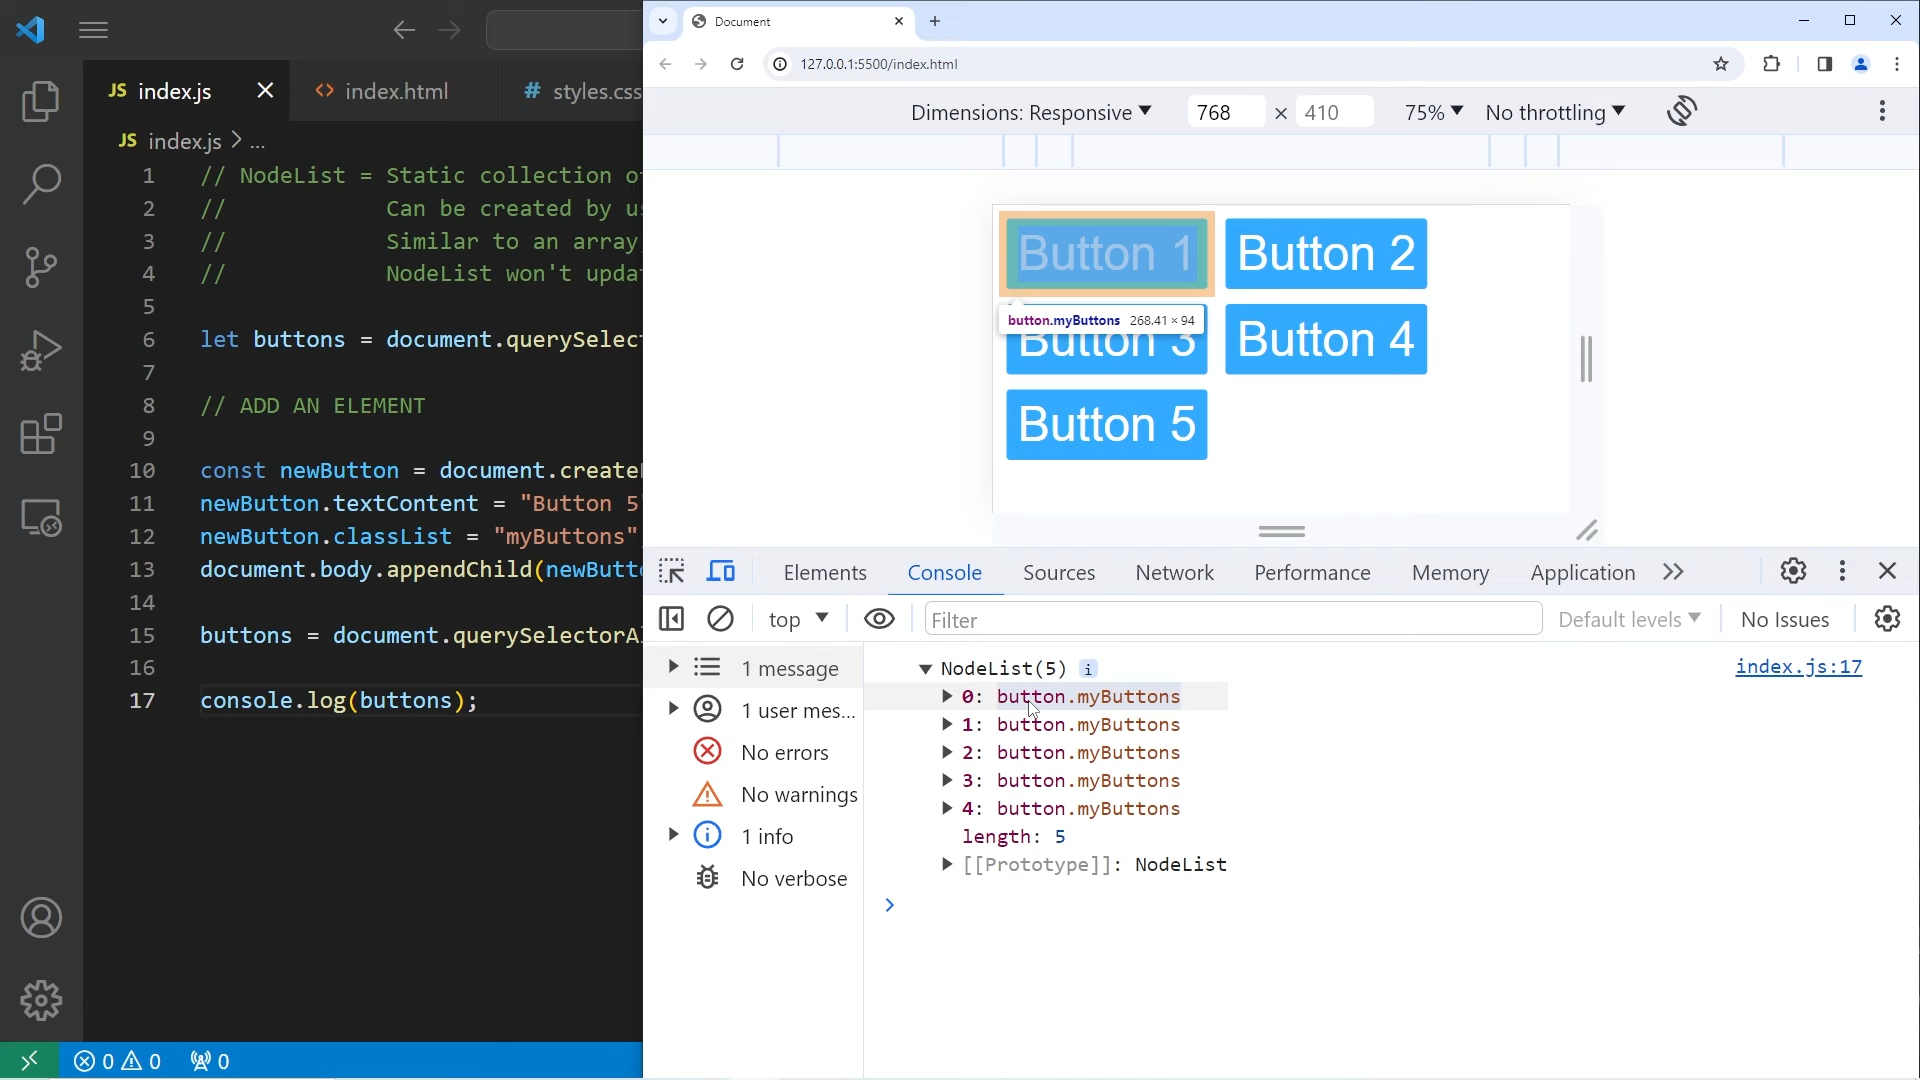 JS index.js
<> index.html
# styles.css
JS index.js > ...
1 // NodeList = Static collection o
2 // Can be created by u
3 // Similar to an array
4 // NodeList won't upda
5
6 let buttons = document.querySelec
7
8 // ADD AN ELEMENT
9
10 const newButton = document.create
11 newButton.textContent = "Button 5
12 newButton.classList = "myButtons"
13 document.body.appendChild(newButt
14
15 buttons = document.querySelectorA
16
17 console.log(buttons);
0 0 0
Document
127.0.0.1:5500/index.html
Dimensions: Responsive 768 × 410 75% No throttling
Button 1 Button 2
button.myButtons 268.41 × 94
Button 3 Button 4
Button 5
Elements Console Sources Network Performance Memory Application
top Filter Default levels No Issues
1 message
1 user mes...
No errors
No warnings
1 info
No verbose
NodeList(5) i index.js:17
0: button.myButtons
1: button.myButtons
2: button.myButtons
3: button.myButtons
4: button.myButtons
length: 5
[[Prototype]]: NodeList